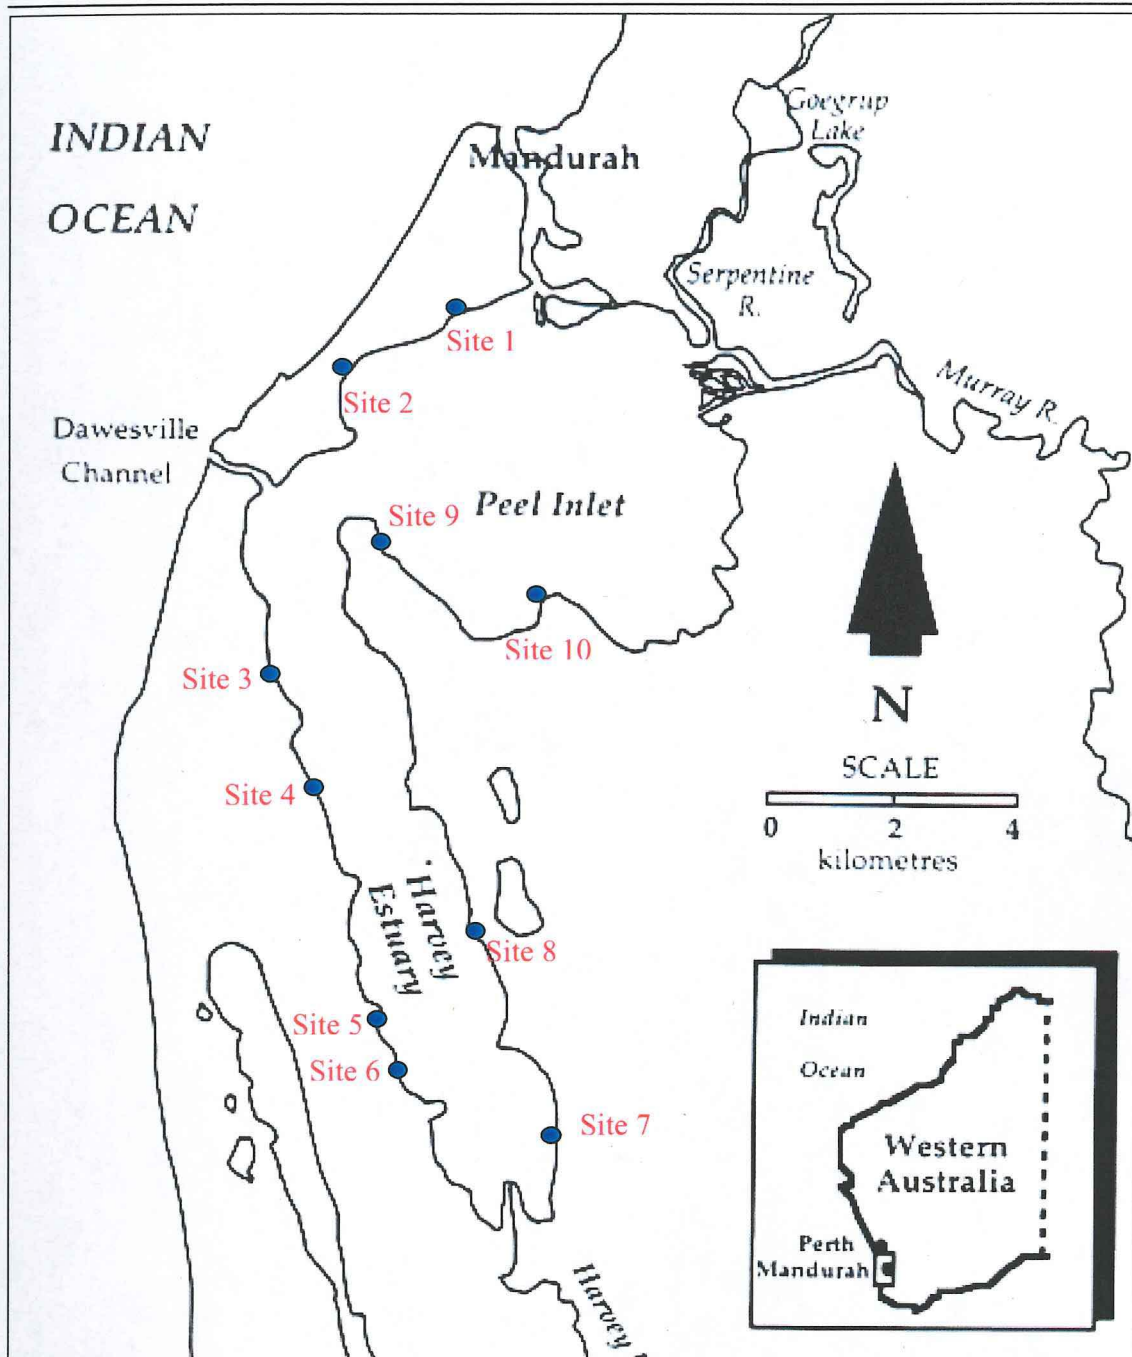 INDIAN
OCEAN
Goegrup
Lake
Mandurah
Serpentine
R.
Site 1
Site 2
Murray R.
Dawesville
Channel
Peel Inlet
Site 9
Site 10
Site 3
N
SCALE
Site 4
0 2 4
kilometres
Harvey
Estuary
Site 8
Site 5
Site 6
Site 7
Indian
Ocean
Western
Australia
Perth
Mandurah
Harvey